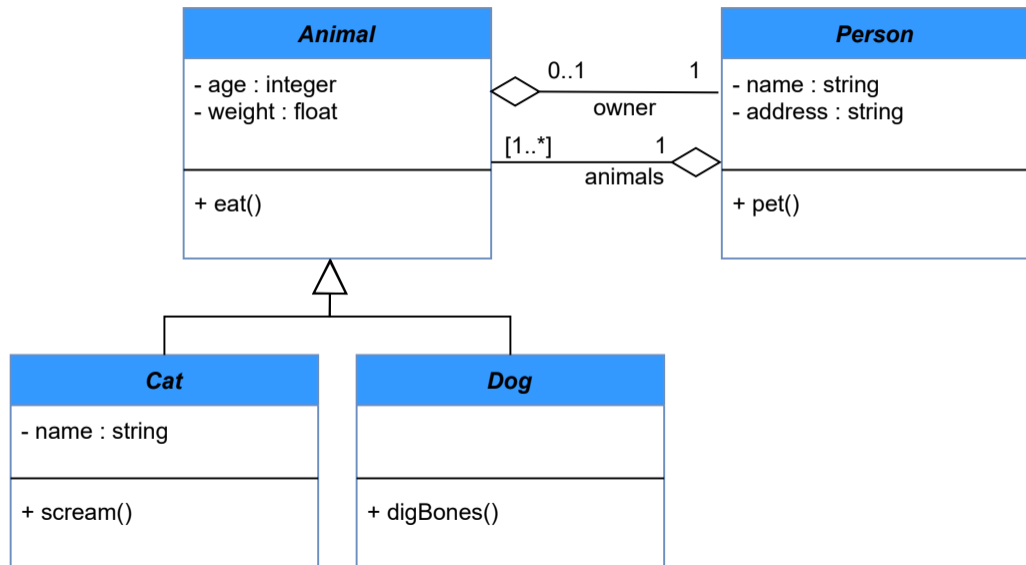 Animal
- age : integer
- weight : float
+ eat()
0..1 1
owner
[1..*] 1
animals
Person
- name : string
- address : string
+ pet()
Cat
- name : string
+ scream()
Dog
+ digBones()